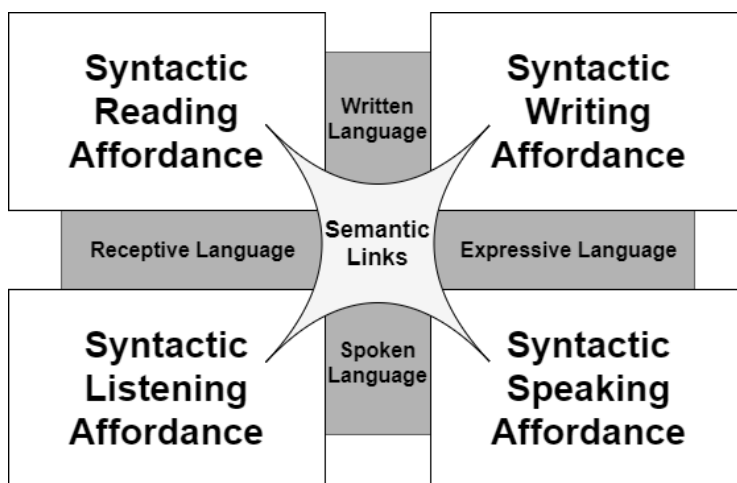 Syntactic
Reading
Affordance
Written
Language
Syntactic
Writing
Affordance
Receptive Language
Semantic
Links
Expressive Language
Syntactic
Listening
Affordance
Spoken
Language
Syntactic
Speaking
Affordance